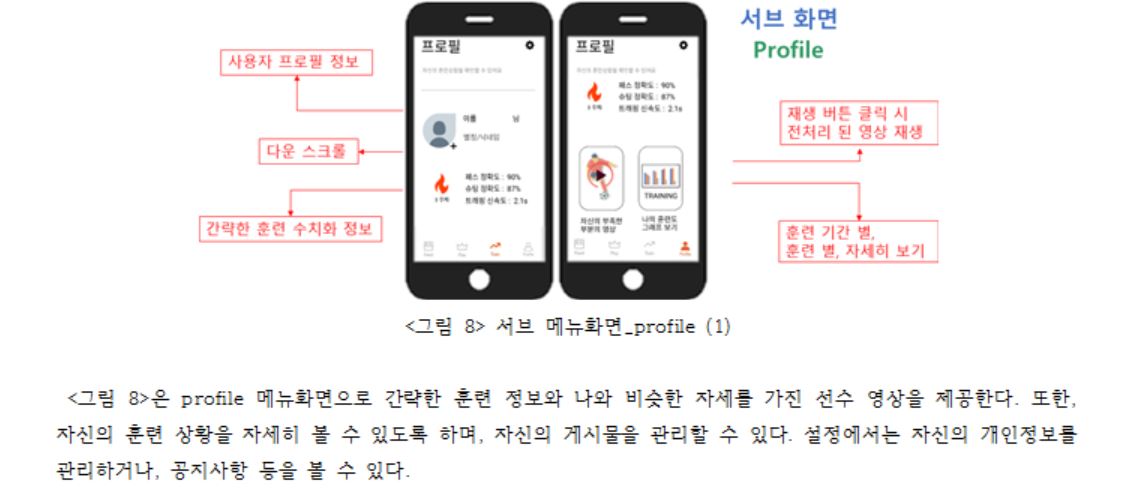 서브 화면
Profile
사용자 프로필 정보
다운 스크롤
간략한 훈련 수치화 정보
프로필
이름 님
별칭/닉네임
패스 정확도 : 90%
슈팅 정확도 : 87%
트래핑 신속도 : 2.1s
프로필
패스 정확도 : 90%
슈팅 정확도 : 87%
트래핑 신속도 : 2.1s
TRAINING
자신의 부족한
부분의 영상
나의 훈련도
그래프 보기
재생 버튼 클릭 시
전처리 된 영상 재생
훈련 기간 별,
훈련 별, 자세히 보기
<그림 8> 서브 메뉴화면_profile (1)
<그림 8>은 profile 메뉴화면으로 간략한 훈련 정보와 나와 비슷한 자세를 가진 선수 영상을 제공한다. 또한,
자신의 훈련 상황을 자세히 볼 수 있도록 하며, 자신의 게시물을 관리할 수 있다. 설정에서는 자신의 개인정보를
관리하거나, 공지사항 등을 볼 수 있다.